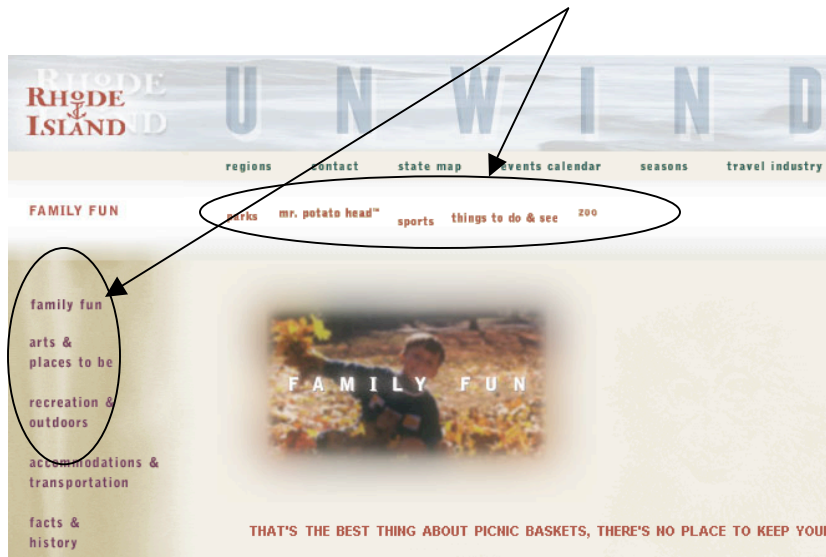 RHODE
ISLAND
UNWIND
regions contact state map events calendar seasons travel industry
FAMILY FUN
parks mr. potato head™ sports things to do & see zoo
family fun
arts &
places to be
recreation &
outdoors
accommodations &
transportation
facts &
history
FAMILY FUN
THAT'S THE BEST THING ABOUT PICNIC BASKETS, THERE'S NO PLACE TO KEEP YOU